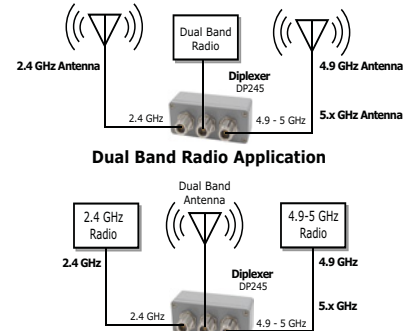 Dual Band
Radio
2.4 GHz Antenna
4.9 GHz Antenna
Diplexer
DP245
2.4 GHz
4.9 - 5 GHz
5.x GHz Antenna
Dual Band Radio Application
Dual Band
Antenna
2.4 GHz
Radio
4.9-5 GHz
Radio
2.4 GHz
4.9 GHz
Diplexer
DP245
5.x GHz
2.4 GHz
4.9 - 5 GHz